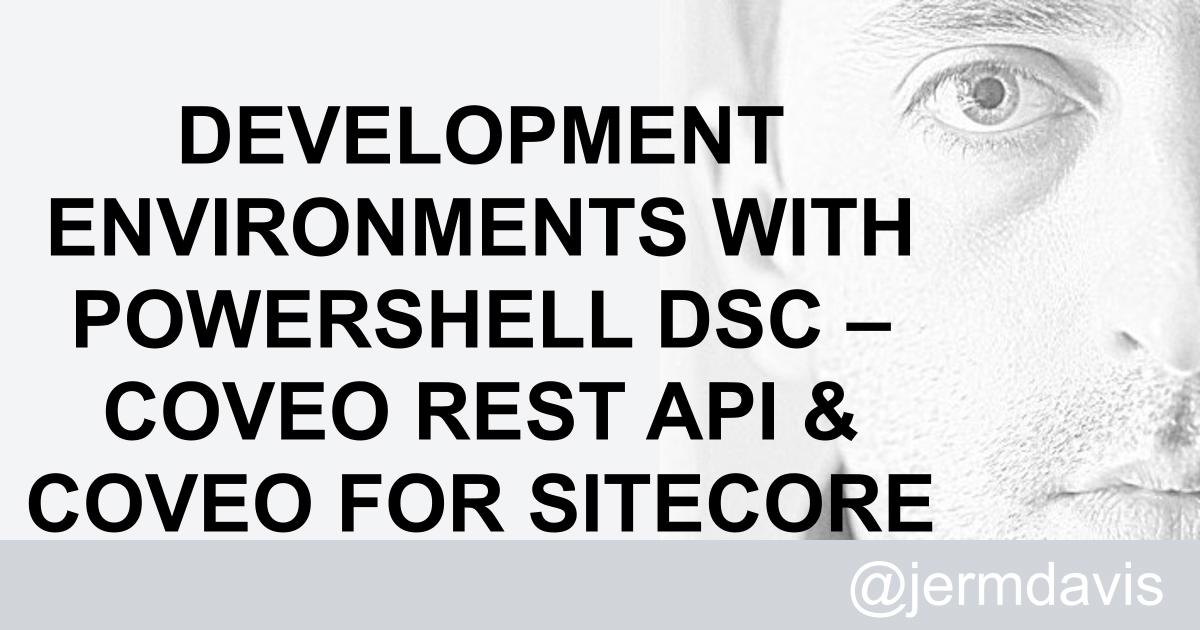 DEVELOPMENT
ENVIRONMENTS WITH
POWERSHELL DSC –
COVEO REST API &
COVEO FOR SITECORE
@jermdavis